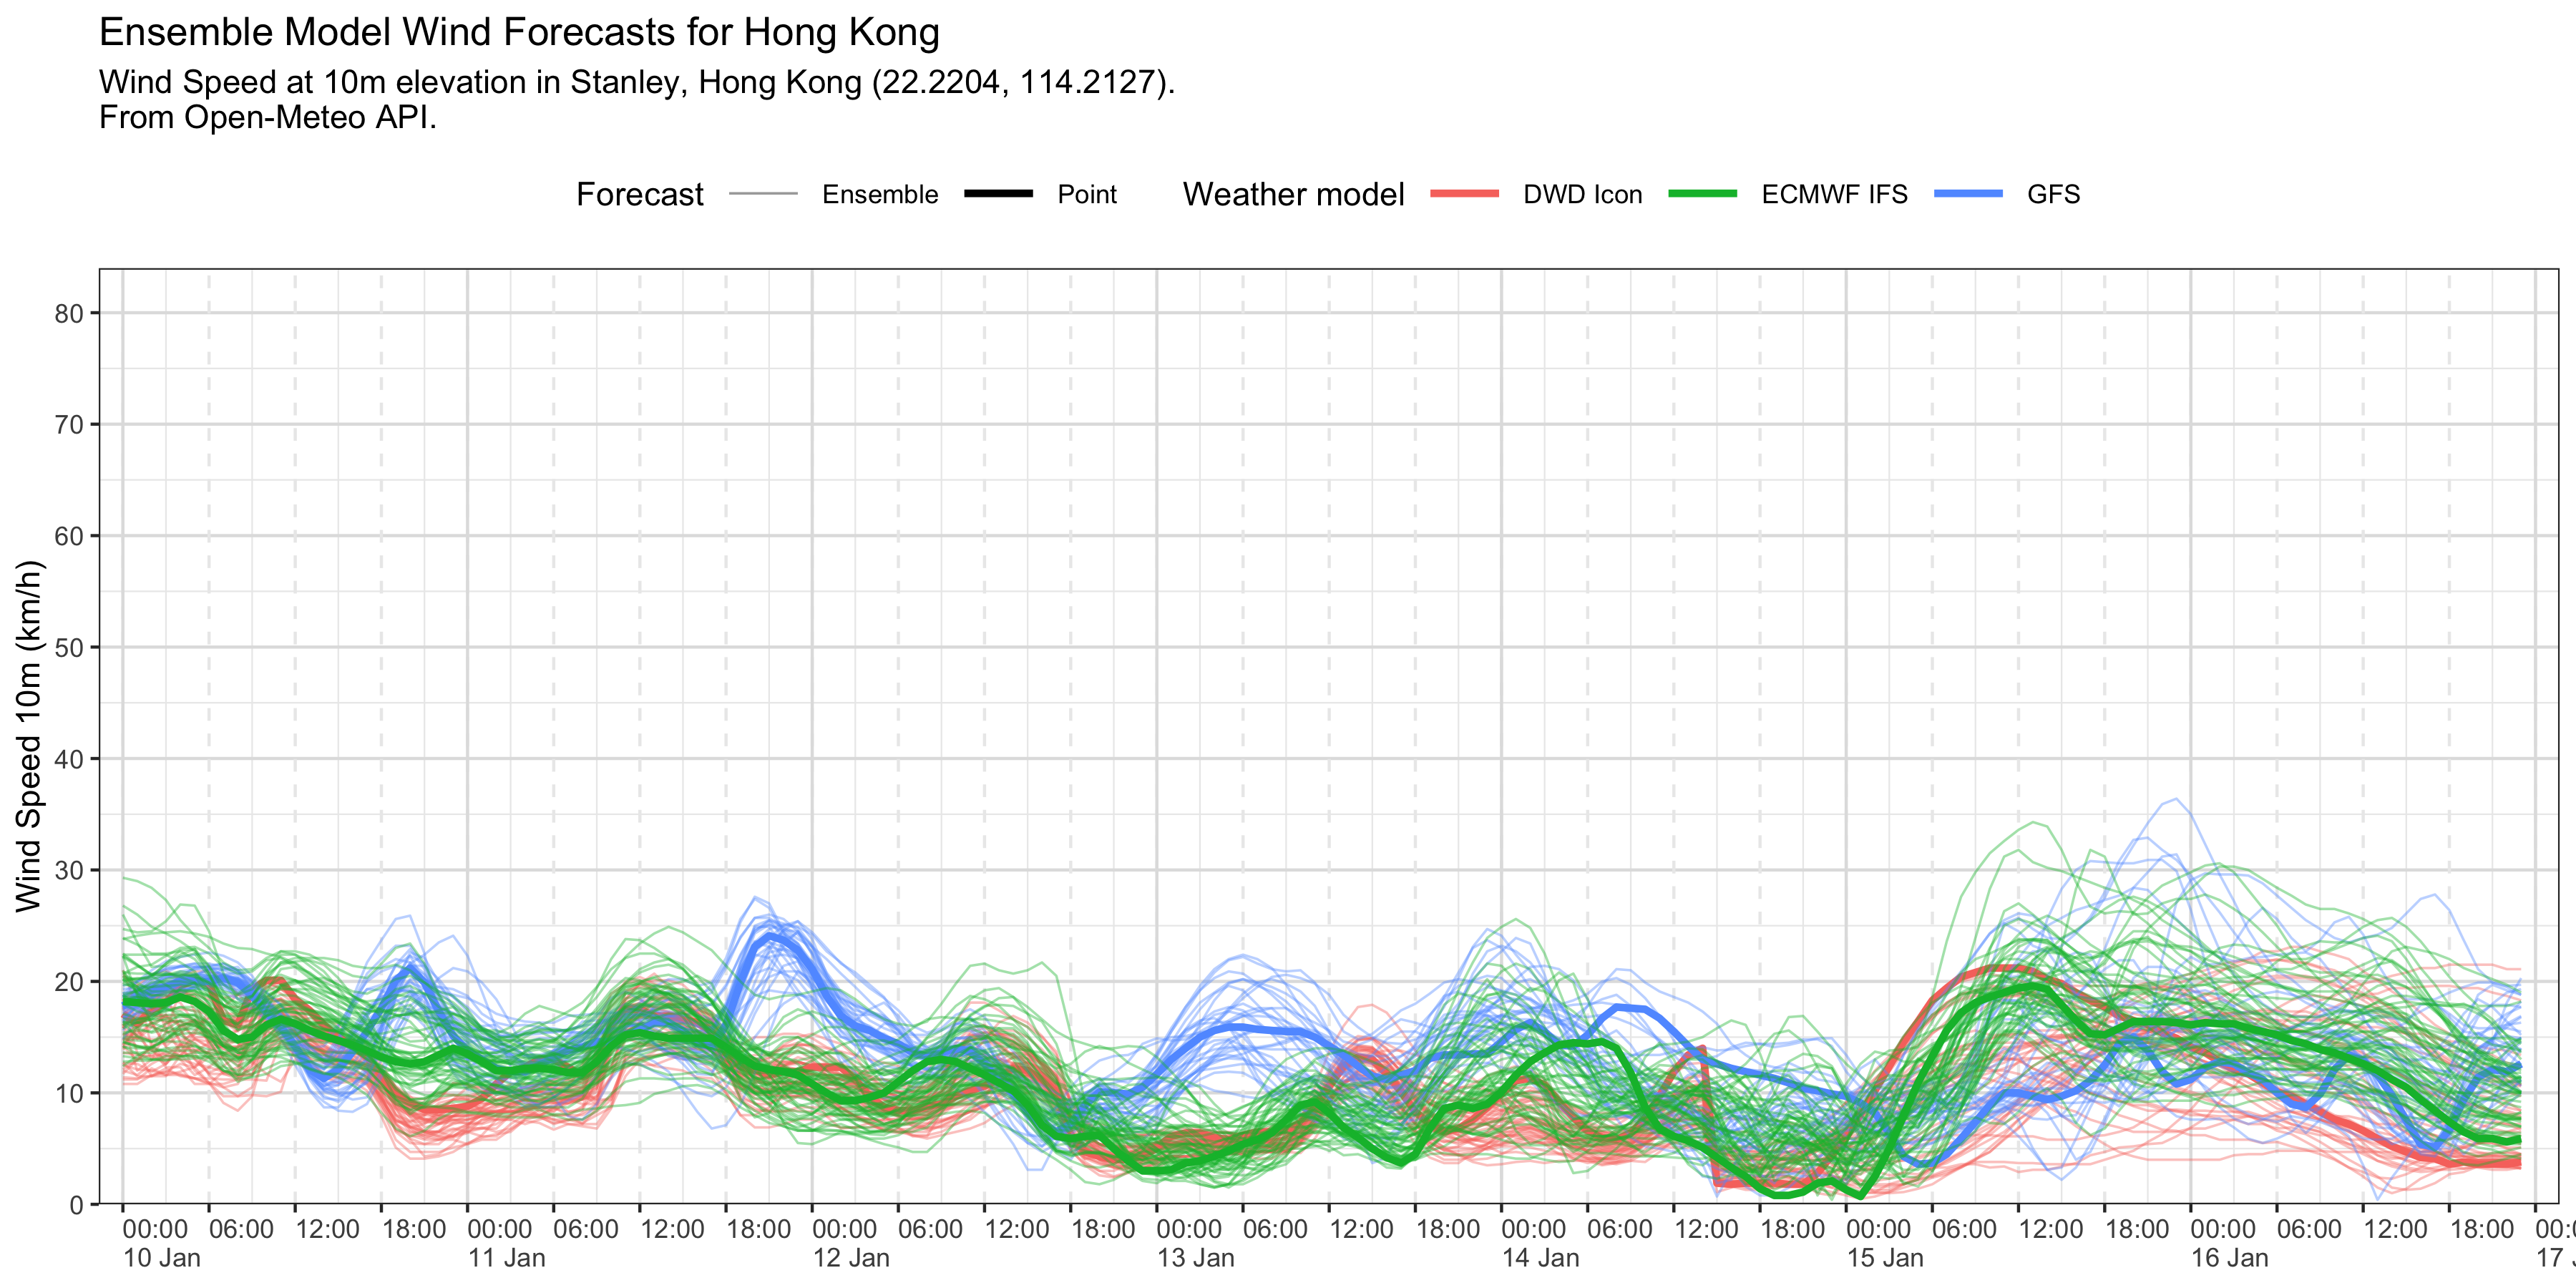 Ensemble Model Wind Forecasts for Hong Kong
Wind Speed at 10m elevation in Stanley, Hong Kong (22.2204, 114.2127).
From Open-Meteo API.
Forecast Ensemble Point Weather model DWD Icon ECMWF IFS GFS
Wind Speed 10m (km/h)
80
70
60
50
40
30
20
10
0
00:00 06:00 12:00 18:00 00:00 06:00 12:00 18:00 00:00 06:00 12:00 18:00 00:00 06:00 12:00 18:00 00:00 06:00 12:00 18:00 00:00 06:00 12:00 18:00 00:00 06:00 12:00 18:00 00:0
10 Jan 11 Jan 12 Jan 13 Jan 14 Jan 15 Jan 16 Jan 17